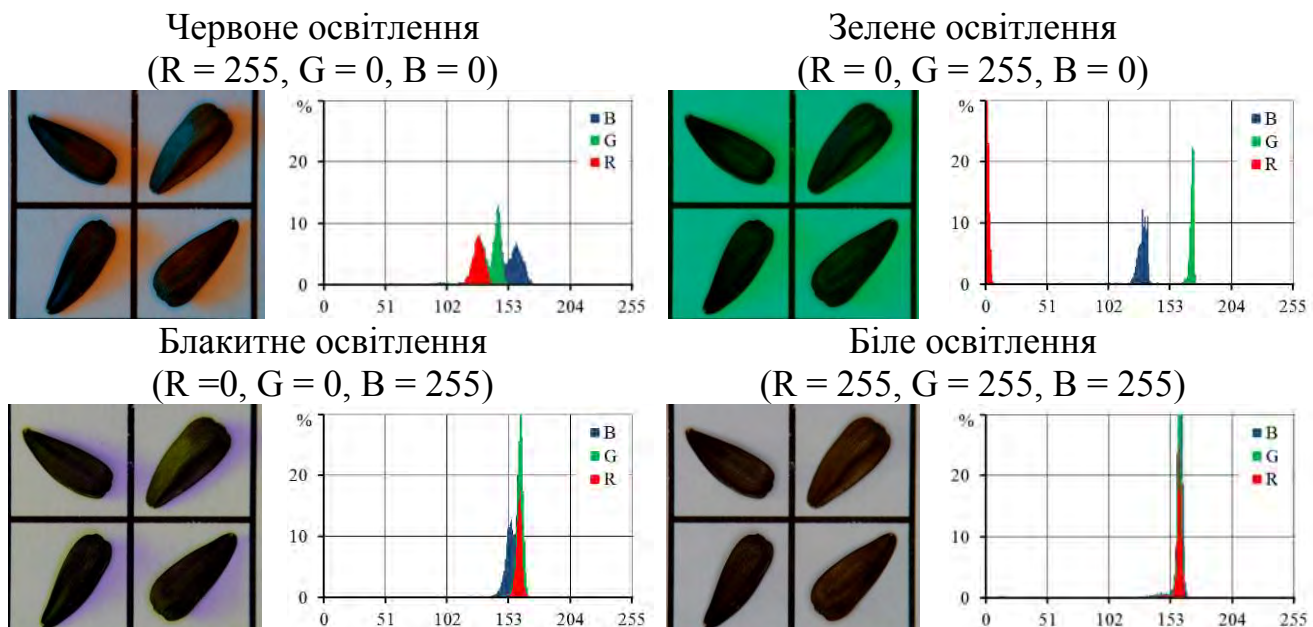 Червоне освітлення
(R = 255, G = 0, B = 0)
%
20
10
0
0 51 102 153 204 255
B
G
R
Зелене освітлення
(R = 0, G = 255, B = 0)
%
20
10
0
0 51 102 153 204 255
B
G
R
Блакитне освітлення
(R =0, G = 0, B = 255)
%
20
10
0
0 51 102 153 204 255
B
G
R
Біле освітлення
(R = 255, G = 255, B = 255)
%
20
10
0
0 51 102 153 204 255
B
G
R